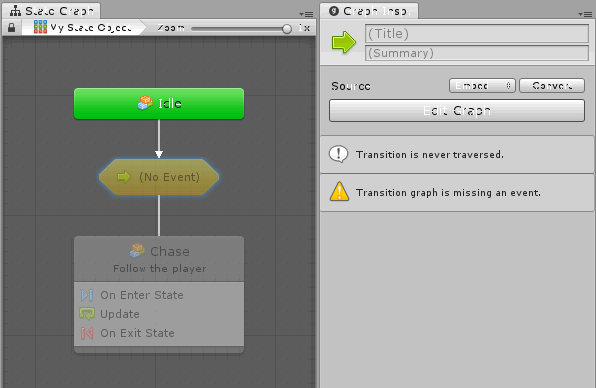 State Graph
My State Object
Zoom
1x
Idle
(No Event)
Chase
Follow the player
On Enter State
Update
On Exit State
Graph Insp
(Title)
(Summary)
Source
Embed
Convert
Edit Graph
Transition is never traversed.
Transition graph is missing an event.